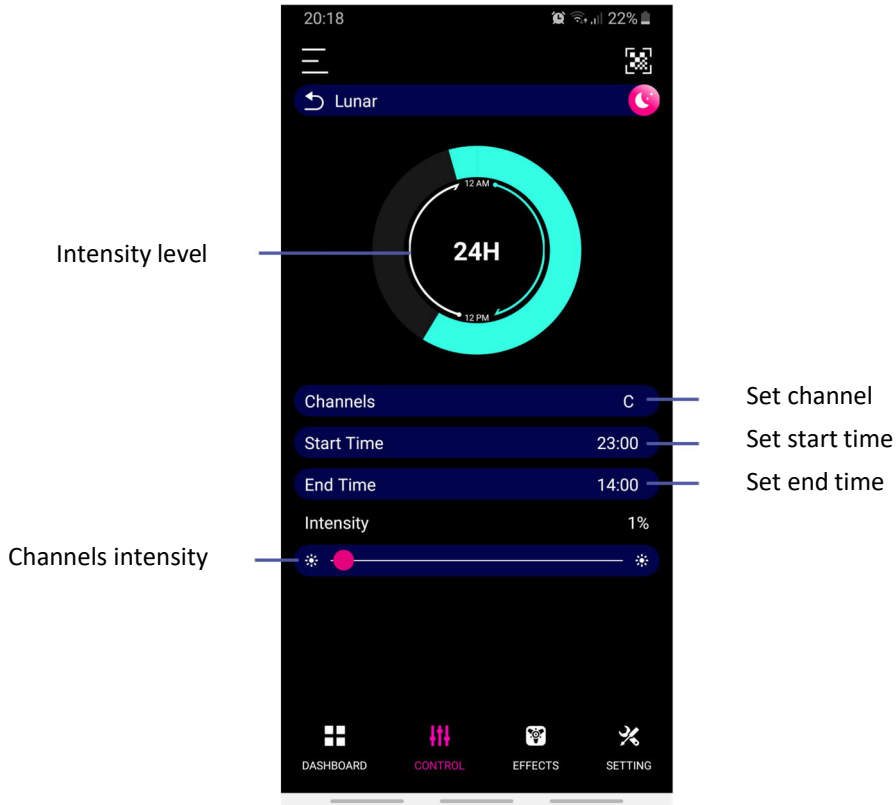 20:18 22%
Lunar
12 AM
Intensity level
24H
12 PM
Channels C
Set channel
Start Time 23:00
Set start time
End Time 14:00
Set end time
Intensity 1%
Channels intensity
DASHBOARD CONTROL EFFECTS SETTING